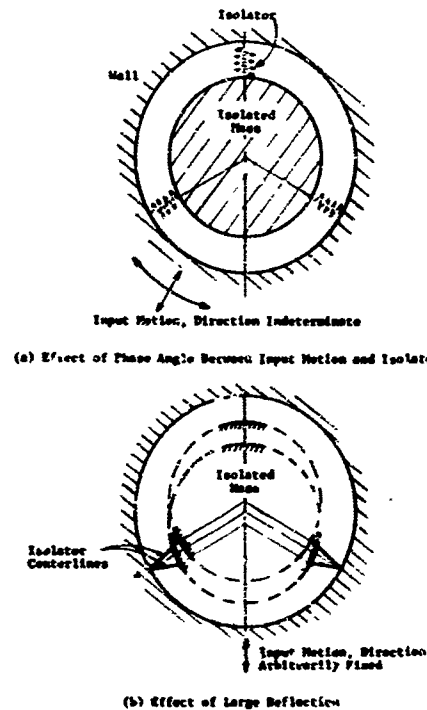 Isolator
Wall
Isolated
Mass
Input Motion, Direction Indeterminate
(a) Effect of Phase Angle Between Input Motion and Isolat
Isolated
Mass
Isolator
Centerlines
Input Motion, Direction
Arbitrarily Fixed
(b) Effect of Large Deflection